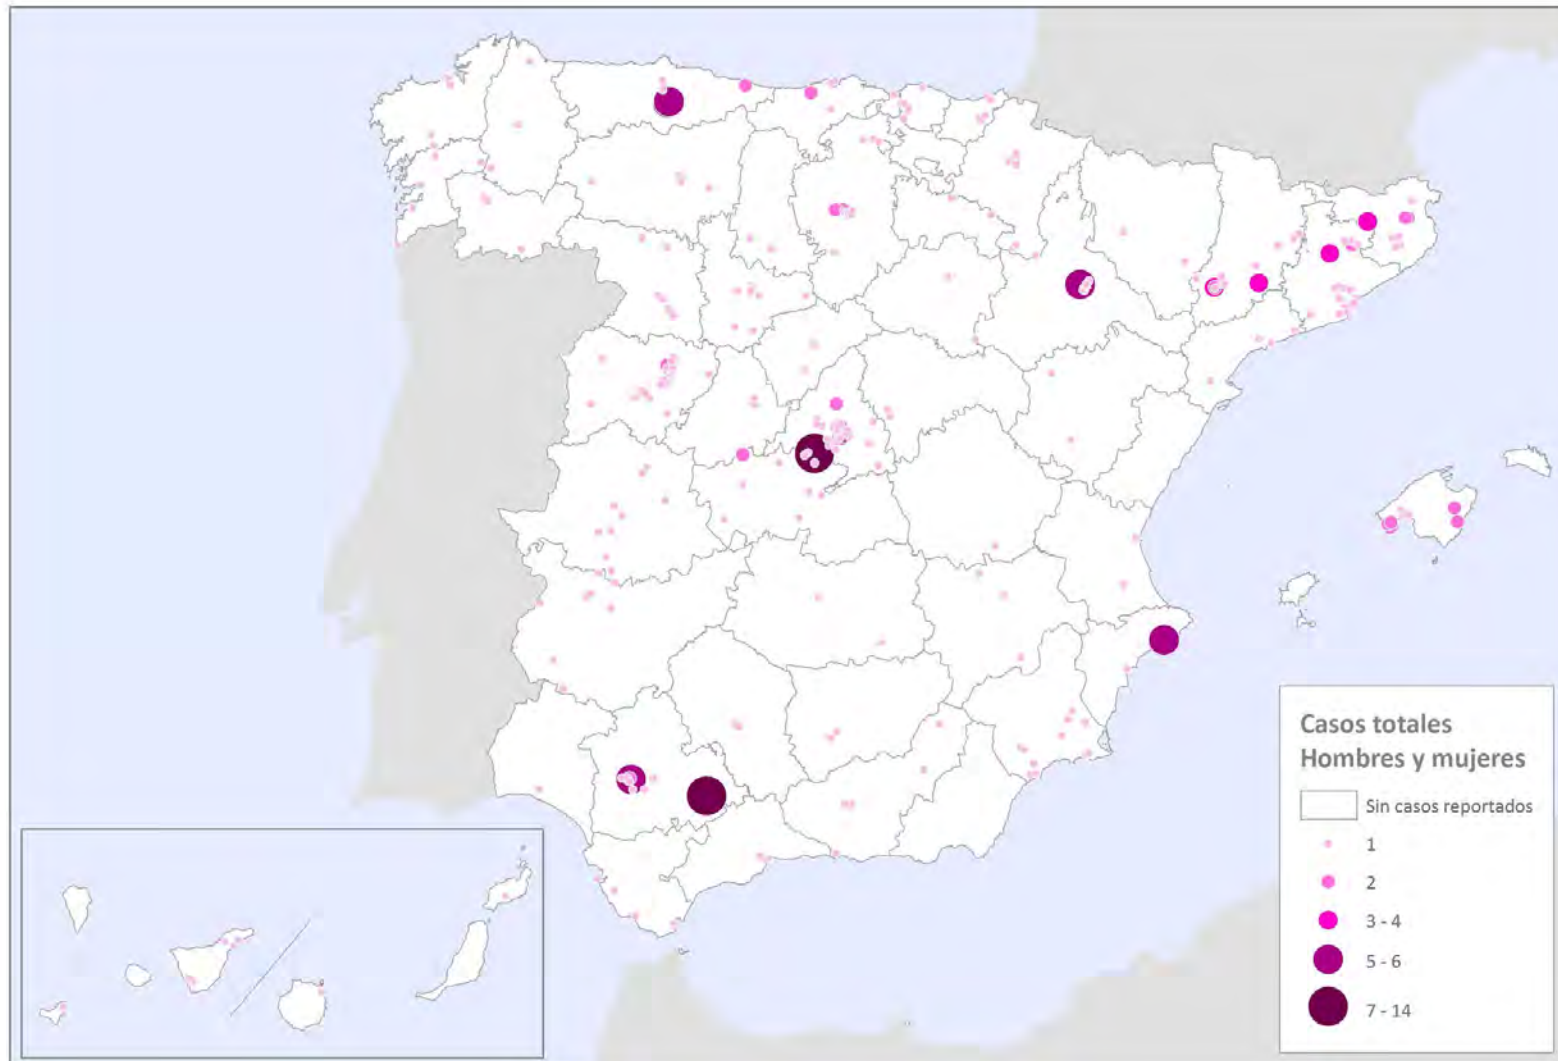 Casos totales
Hombres y mujeres
Sin casos reportados
1
2
3 - 4
5 - 6
7 - 14